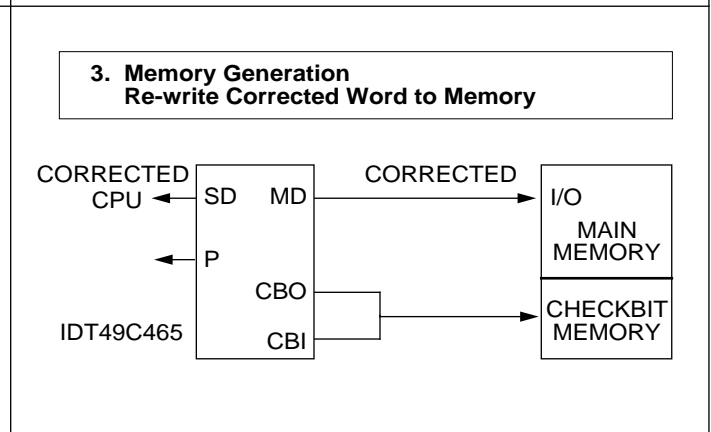 3. Memory Generation
Re-write Corrected Word to Memory
CORRECTED
CPU
SD
MD
CORRECTED
I/O
MAIN
MEMORY
P
CBO
CBI
IDT49C465
CHECKBIT
MEMORY